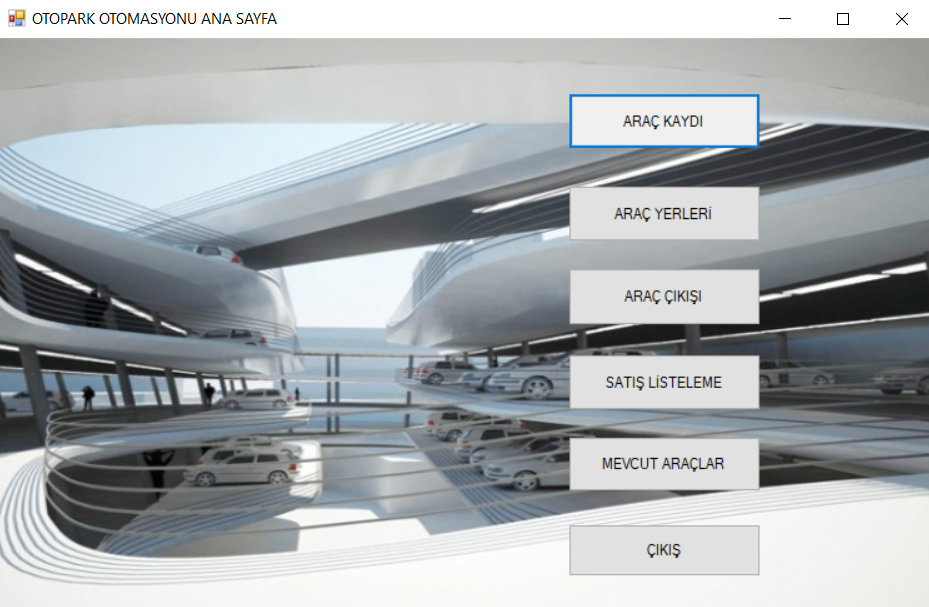 OTOPARK OTOMASYONU ANA SAYFA
ARAÇ KAYDI
ARAÇ YERLERİ
ARAÇ ÇIKIŞI
SATIŞ LİSTELEME
MEVCUT ARAÇLAR
ÇIKIŞ